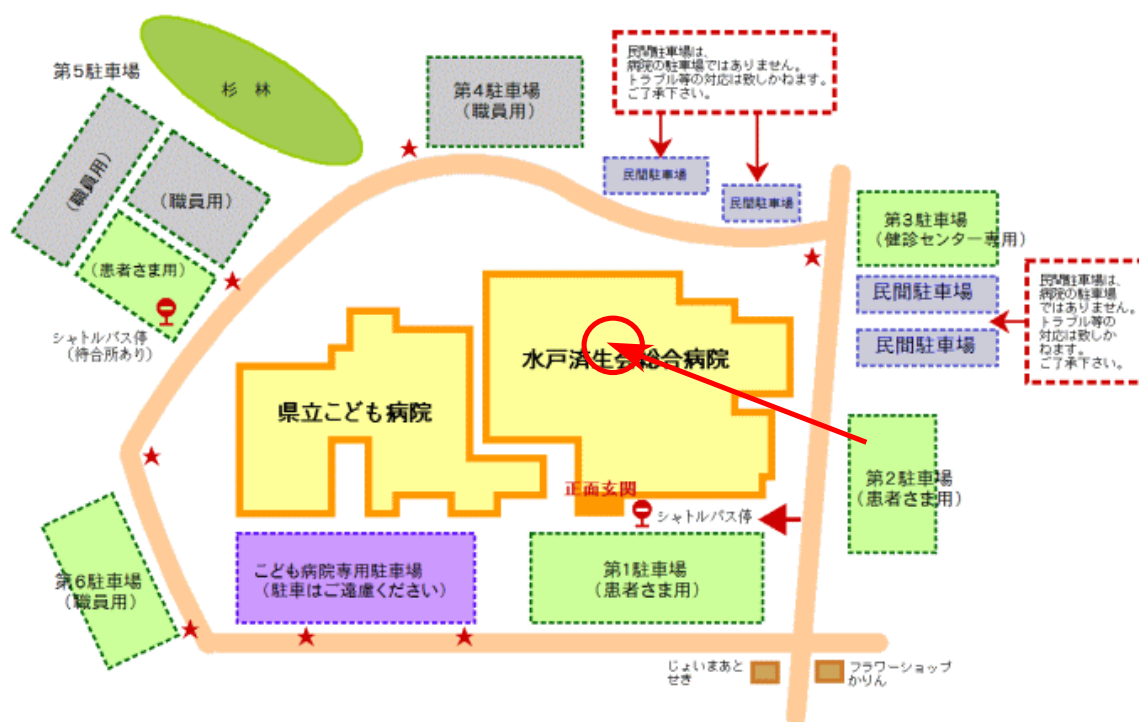 第5駐車場
杉 林
(職員用)
(職員用)
(患者さま用)
シャトルバス停
(待合所あり)
第4駐車場
(職員用)
民間駐車場は、
病院の駐車場ではありません。
トラブル等の対応は致しかねます。
ご了承下さい。
民間駐車場
民間駐車場
第3駐車場
(健診センター専用)
民間駐車場
民間駐車場
民間駐車場は、
病院の駐車場
ではありません。
トラブル等の
対応は致しか
ねます。
ご了承下さい。
水戸済生会総合病院
県立こども病院
正面玄関
シャトルバス停
第2駐車場
(患者さま用)
第6駐車場
(職員用)
こども病院専用駐車場
(駐車はご遠慮ください)
第1駐車場
(患者さま用)
じょいまあと
せき
フラワーショップ
かりん